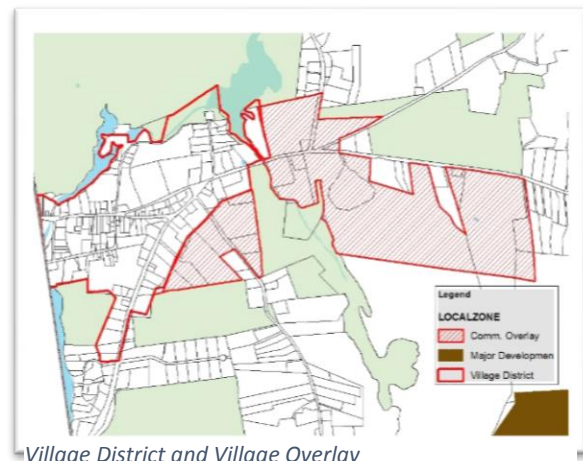 Legend
LOCALZONE
Comm. Overlay
Major Developmen
Village District
Village District and Village Overlay